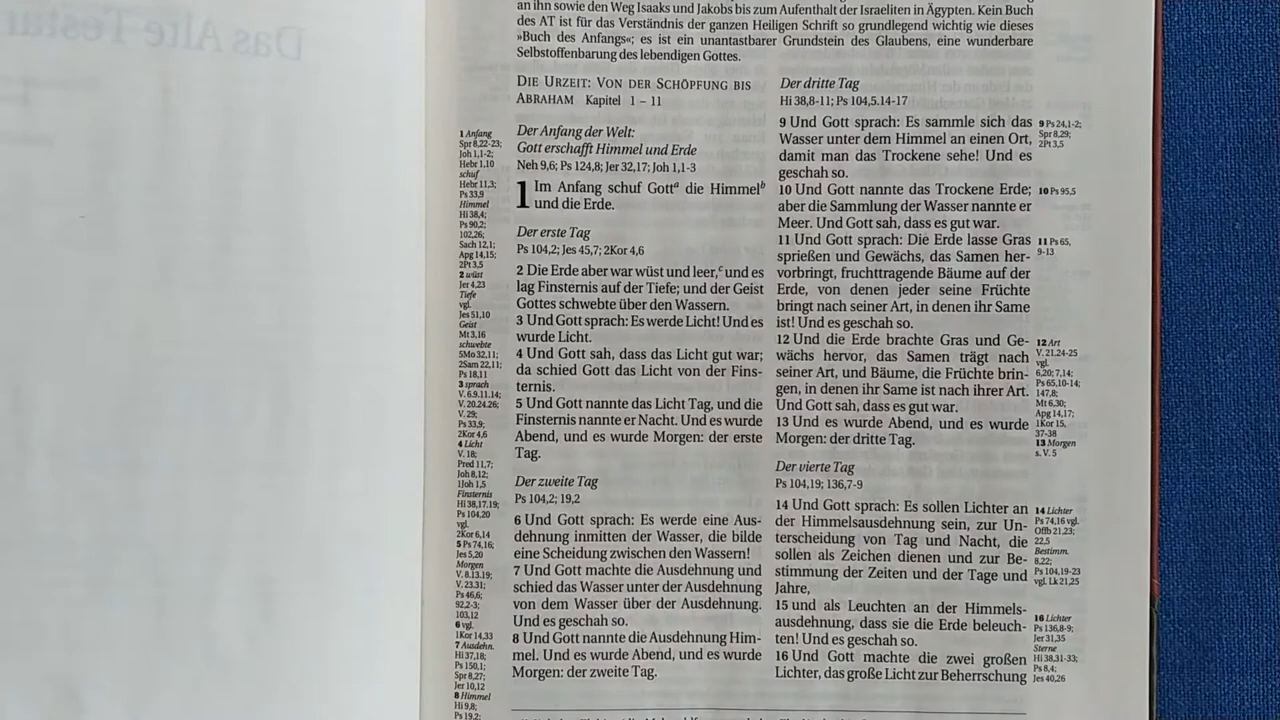 Das Alte Testa
an ihn sowie den Weg Isaaks und Jakobs bis zum Aufenthalt der Israeliten in Ägypten. Kein Buch
des AT ist für das Verständnis der ganzen Heiligen Schrift so grundlegend wichtig wie dieses
»Buch des Anfangs«; es ist ein unantastbarer Grundstein des Glaubens, eine wunderbare
Selbstoffenbarung des lebendigen Gottes.
DIE URZEIT: VON DER SCHÖPFUNG BIS
ABRAHAM Kapitel 1 – 11
Der Anfang der Welt:
Gott erschafft Himmel und Erde
Neh 9,6; Ps 124,8; Jer 32,17; Joh 1,1-3
1 Im Anfang schuf Gottᵃ die Himmelᵇ
und die Erde.
Der erste Tag
Ps 104,2; Jes 45,7; 2Kor 4,6
2 Die Erde aber war wüst und leer,ᶜ und es
lag Finsternis auf der Tiefe; und der Geist
Gottes schwebte über den Wassern.
3 Und Gott sprach: Es werde Licht! Und es
wurde Licht.
4 Und Gott sah, dass das Licht gut war;
da schied Gott das Licht von der Fins-
ternis.
5 Und Gott nannte das Licht Tag, und die
Finsternis nannte er Nacht. Und es wurde
Abend, und es wurde Morgen: der erste
Tag.
Der zweite Tag
Ps 104,2; 19,2
6 Und Gott sprach: Es werde eine Aus-
dehnung inmitten der Wasser, die bilde
eine Scheidung zwischen den Wassern!
7 Und Gott machte die Ausdehnung und
schied das Wasser unter der Ausdehnung
von dem Wasser über der Ausdehnung.
Und es geschah so.
8 Und Gott nannte die Ausdehnung Him-
mel. Und es wurde Abend, und es wurde
Morgen: der zweite Tag.
1 Anfang
Spr 8,22-23;
Joh 1,1-2;
Hebr 1,10
schuf
Hebr 11,3;
Ps 33,9
Himmel
Hi 38,4;
Ps 90,2;
102,26;
Sach 12,1;
Apg 14,15;
2Pt 3,5
2 wüst
Jer 4,23
Tiefe
vgl.
Jes 51,10
Geist
Mt 3,16
schwebte
5Mo 32,11;
2Sam 22,11;
Ps 18,11
3 sprach
V. 6.9.11.14;
V. 20.24.26;
V. 29;
Ps 33,9;
2Kor 4,6
4 Licht
V. 18;
Pred 11,7;
Joh 8,12;
1Joh 1,5
Finsternis
Hi 38,17.19;
Ps 104,20
vgl.
2Kor 6,14
5 Ps 74,16;
Jes 5,20
Morgen
V. 8.13.19;
V. 23.31;
Ps 46,6;
92,2-3;
103,12
6 vgl.
1Kor 14,33
7 Ausdehn.
Hi 37,18;
Ps 150,1;
Spr 8,27;
Jer 10,12
8 Himmel
Hi 9,8;
Ps 19,2;
Der dritte Tag
Hi 38,8-11; Ps 104,5.14-17
9 Und Gott sprach: Es sammle sich das
Wasser unter dem Himmel an einen Ort,
damit man das Trockene sehe! Und es
geschah so.
10 Und Gott nannte das Trockene Erde;
aber die Sammlung der Wasser nannte er
Meer. Und Gott sah, dass es gut war.
11 Und Gott sprach: Die Erde lasse Gras
sprießen und Gewächs, das Samen her-
vorbringt, fruchttragende Bäume auf der
Erde, von denen jeder seine Früchte
bringt nach seiner Art, in denen ihr Same
ist! Und es geschah so.
12 Und die Erde brachte Gras und Ge-
wächs hervor, das Samen trägt nach
seiner Art, und Bäume, die Früchte brin-
gen, in denen ihr Same ist nach ihrer Art.
Und Gott sah, dass es gut war.
13 Und es wurde Abend, und es wurde
Morgen: der dritte Tag.
Der vierte Tag
Ps 104,19; 136,7-9
14 Und Gott sprach: Es sollen Lichter an
der Himmelsausdehnung sein, zur Un-
terscheidung von Tag und Nacht, die
sollen als Zeichen dienen und zur Be-
stimmung der Zeiten und der Tage und
Jahre,
15 und als Leuchten an der Himmels-
ausdehnung, dass sie die Erde beleuch-
ten! Und es geschah so.
16 Und Gott machte die zwei großen
Lichter, das große Licht zur Beherrschung
9 Ps 24,1-2;
Spr 8,29;
2Pt 3,5
10 Ps 95,5
11 Ps 65,
9-13
12 Art
V. 21.24-25
vgl.
6,20; 7,14;
Ps 65,10-14;
147,8;
Mt 6,30;
Apg 14,17;
1Kor 15,
37-38
13 Morgen
s. V. 5
14 Lichter
Ps 74,16 vgl.
Offb 21,23;
22,5
Bestimm.
8,22;
Ps 104,19-23
vgl. Lk 21,25
16 Lichter
Ps 136,8-9;
Jer 31,35
Sterne
Hi 38,31-33;
Ps 8,4;
Jes 40,26